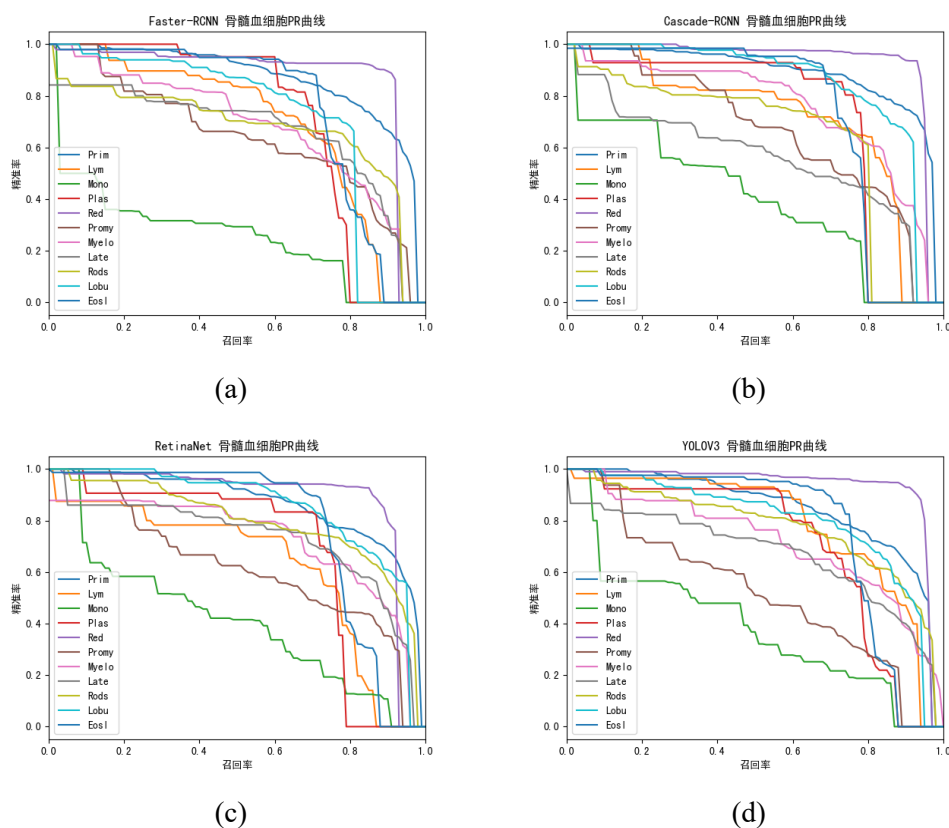 Faster-RCNN 骨髓血细胞PR曲线
精准率
1.0
0.8
0.6
0.4
0.2
0.0
Prim
Lym
Mono
Plas
Red
Promy
Myelo
Late
Rods
Lobu
Eosl
0.0 0.2 0.4 0.6 0.8 1.0
召回率
(a)
Cascade-RCNN 骨髓血细胞PR曲线
精准率
1.0
0.8
0.6
0.4
0.2
0.0
Prim
Lym
Mono
Plas
Red
Promy
Myelo
Late
Rods
Lobu
Eosl
0.0 0.2 0.4 0.6 0.8 1.0
召回率
(b)
RetinaNet 骨髓血细胞PR曲线
精准率
1.0
0.8
0.6
0.4
0.2
0.0
Prim
Lym
Mono
Plas
Red
Promy
Myelo
Late
Rods
Lobu
Eosl
0.0 0.2 0.4 0.6 0.8 1.0
召回率
(c)
YOLOV3 骨髓血细胞PR曲线
精准率
1.0
0.8
0.6
0.4
0.2
0.0
Prim
Lym
Mono
Plas
Red
Promy
Myelo
Late
Rods
Lobu
Eosl
0.0 0.2 0.4 0.6 0.8 1.0
召回率
(d)